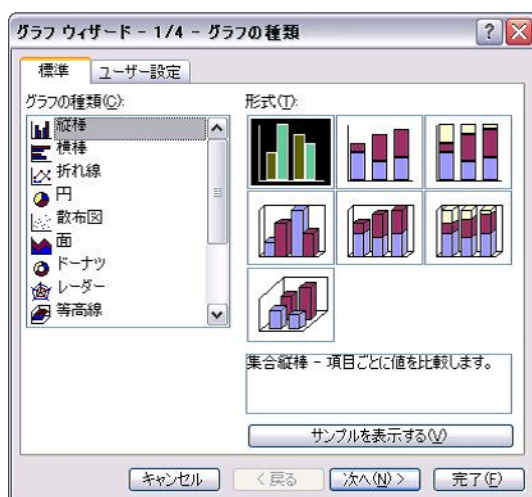 グラフ ウィザード - 1/4 - グラフの種類
標準
ユーザー設定
グラフの種類(C):
縦棒
横棒
折れ線
円
散布図
面
ドーナツ
レーダー
等高線
形式(T):
集合縦棒 - 項目ごとに値を比較します。
サンプルを表示する(V)
キャンセル
< 戻る
次へ(N) >
完了(F)